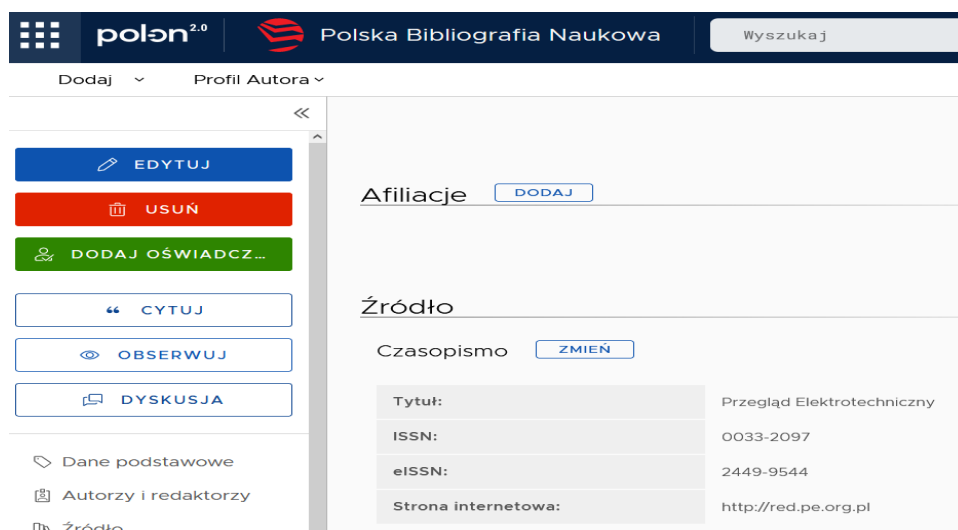 polon 2.0 Polska Bibliografia Naukowa Wyszukaj
Dodaj Profil Autora
EDYTUJ
USUŃ
DODAJ OŚWIADCZ...
CYTUJ
OBSERWUJ
DYSKUSJA
Dane podstawowe
Autorzy i redaktorzy
Źródło
Afiliacje DODAJ
Źródło
Czasopismo ZMIEŃ
Tytuł: Przegląd Elektrotechniczny
ISSN: 0033-2097
eISSN: 2449-9544
Strona internetowa: http://red.pe.org.pl